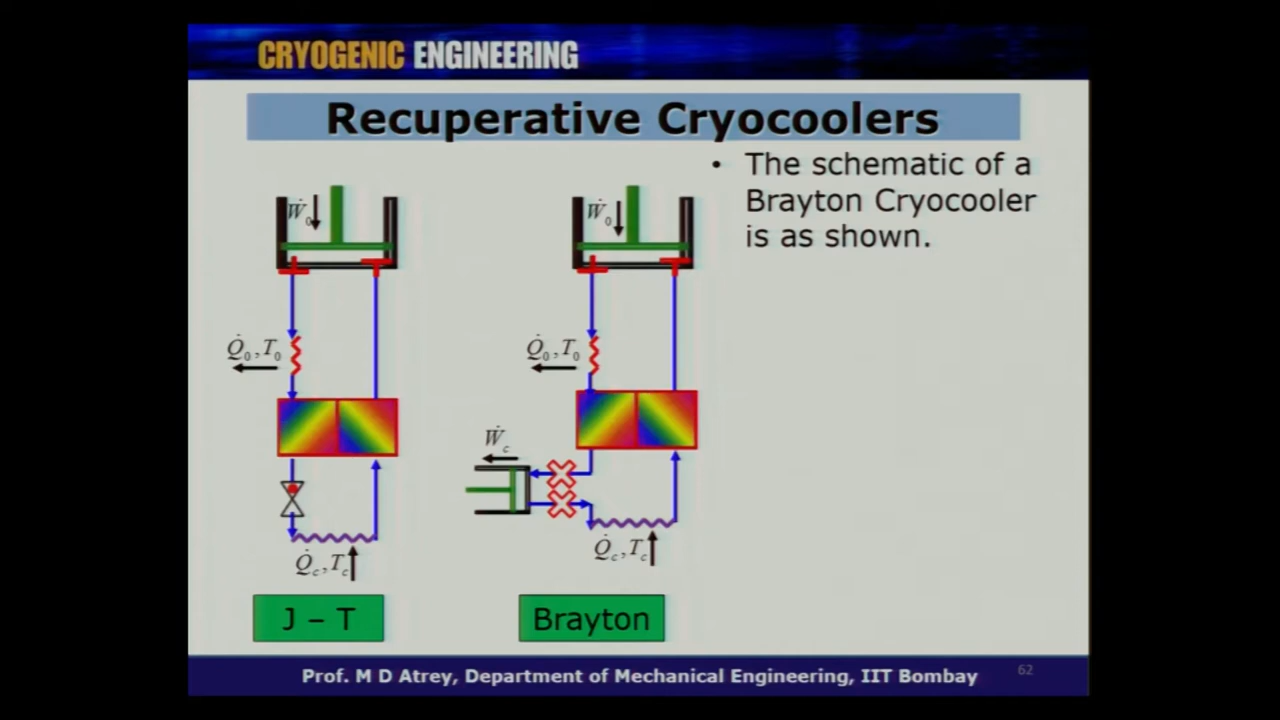 CRYOGENIC ENGINEERING
Recuperative Cryocoolers
• The schematic of a
Brayton Cryocooler
is as shown.
Ẇ₀
Ẇ₀
Q̇₀,T₀
Q̇₀,T₀
Ẇc
Q̇c,Tc
Q̇c,Tc
J – T
Brayton
Prof. M D Atrey, Department of Mechanical Engineering, IIT Bombay
62